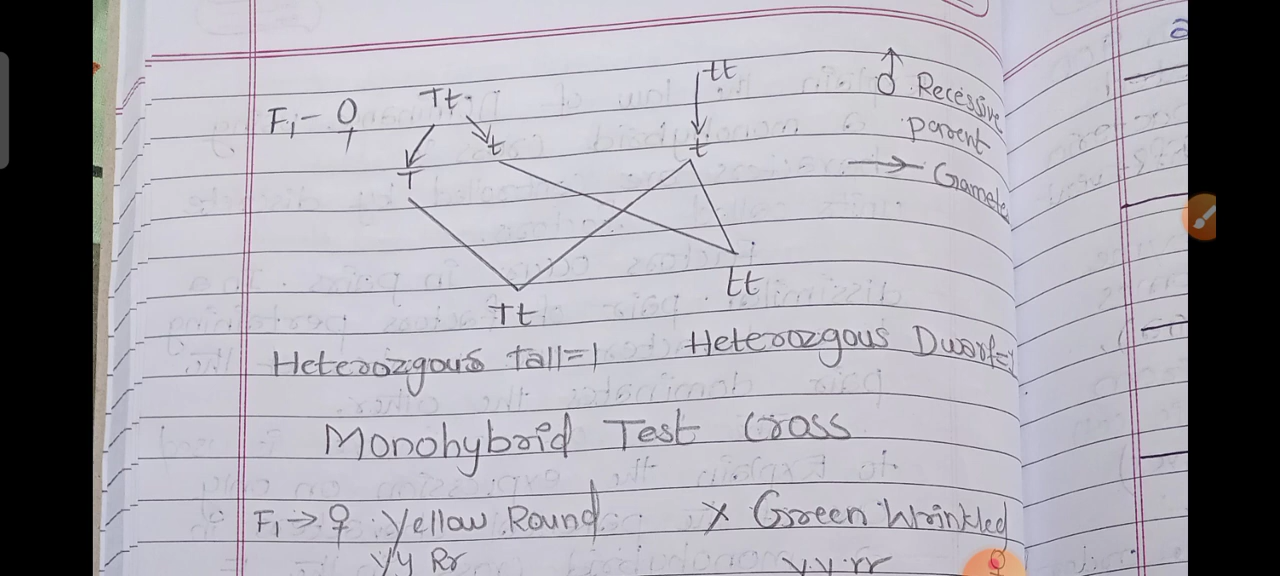 Tt
tt
♂ Recessive
F₁ - ♀
parent
t
t
T
→ Gamete
tt
Tt
Heterozgous tall=1
Heterozgous Dwarf=
Monohybrid Test Cross
F₁ → ♀ Yellow Round × Green Wrinkled
Yy Rr
yy rr